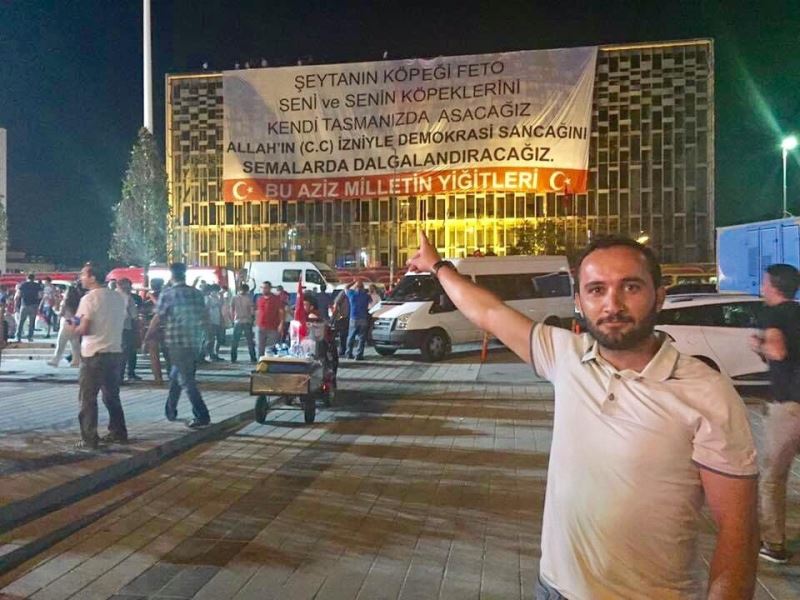 ŞEYTANIN KÖPEĞİ FETO
SENİ ve SENİN KÖPEKLERİNİ
KENDİ TASMANIZDA ASACAĞIZ
ALLAH'IN (C.C) İZNİYLE DEMOKRASİ SANCAĞINI
SEMALARDA DALGALANDIRACAĞIZ.
BU AZİZ MİLLETİN YİĞİTLERİ